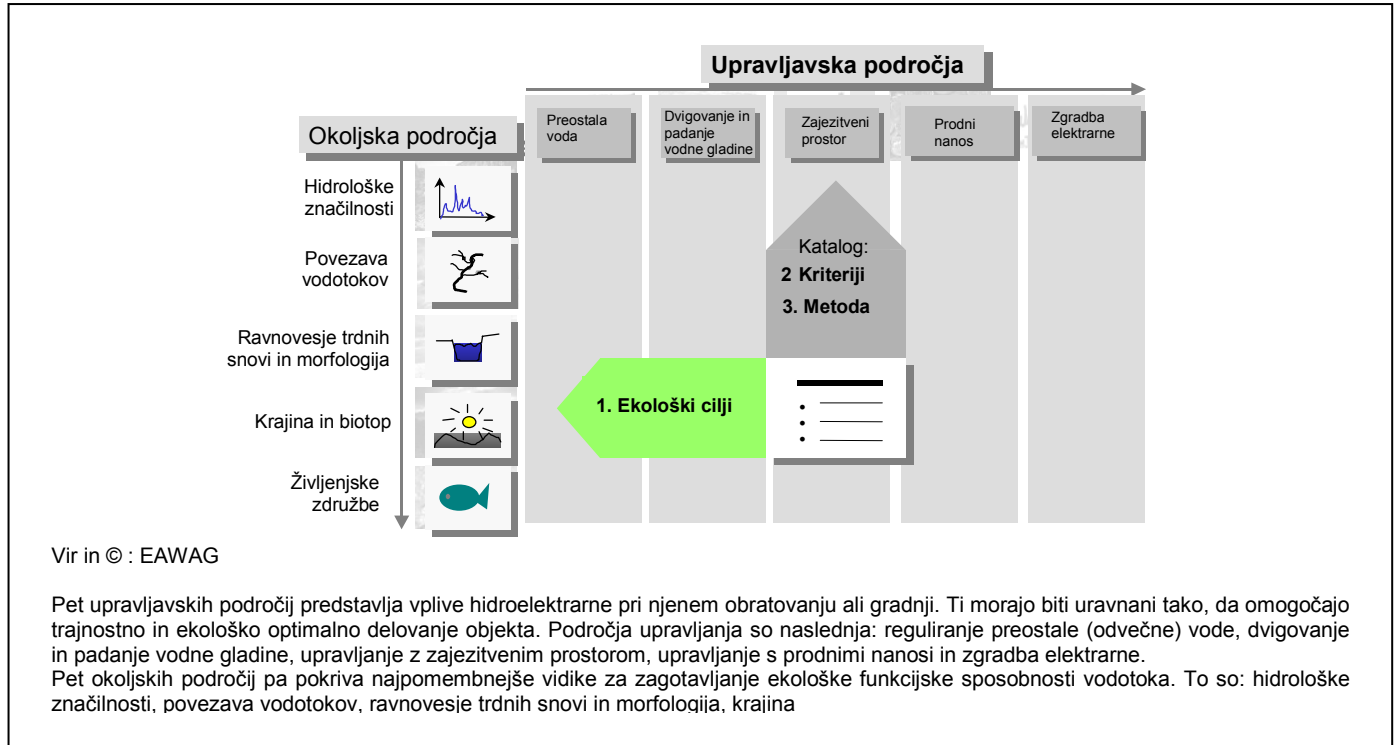 Upravljavska področja
Okoljska področja
Preostala
voda
Dvigovanje in
padanje
vodne gladine
Zajezitveni
prostor
Prodni
nanos
Zgradba
elektrarne
Hidrološke
značilnosti
Povezava
vodotokov
Ravnovesje trdnih
snovi in morfologija
Krajina in biotop
Življenjske
združbe
Katalog:
2 Kriteriji
3. Metoda
1. Ekološki cilji
Vir in © : EAWAG
Pet upravljavskih področij predstavlja vplive hidroelektrarne pri njenem obratovanju ali gradnji. Ti morajo biti uravnani tako, da omogočajo
trajnostno in ekološko optimalno delovanje objekta. Področja upravljanja so naslednja: reguliranje preostale (odvečne) vode, dvigovanje
in padanje vodne gladine, upravljanje z zajezitvenim prostorom, upravljanje s prodnimi nanosi in zgradba elektrarne.
Pet okoljskih področij pa pokriva najpomembnejše vidike za zagotavljanje ekološke funkcijske sposobnosti vodotoka. To so: hidrološke
značilnosti, povezava vodotokov, ravnovesje trdnih snovi in morfologija, krajina